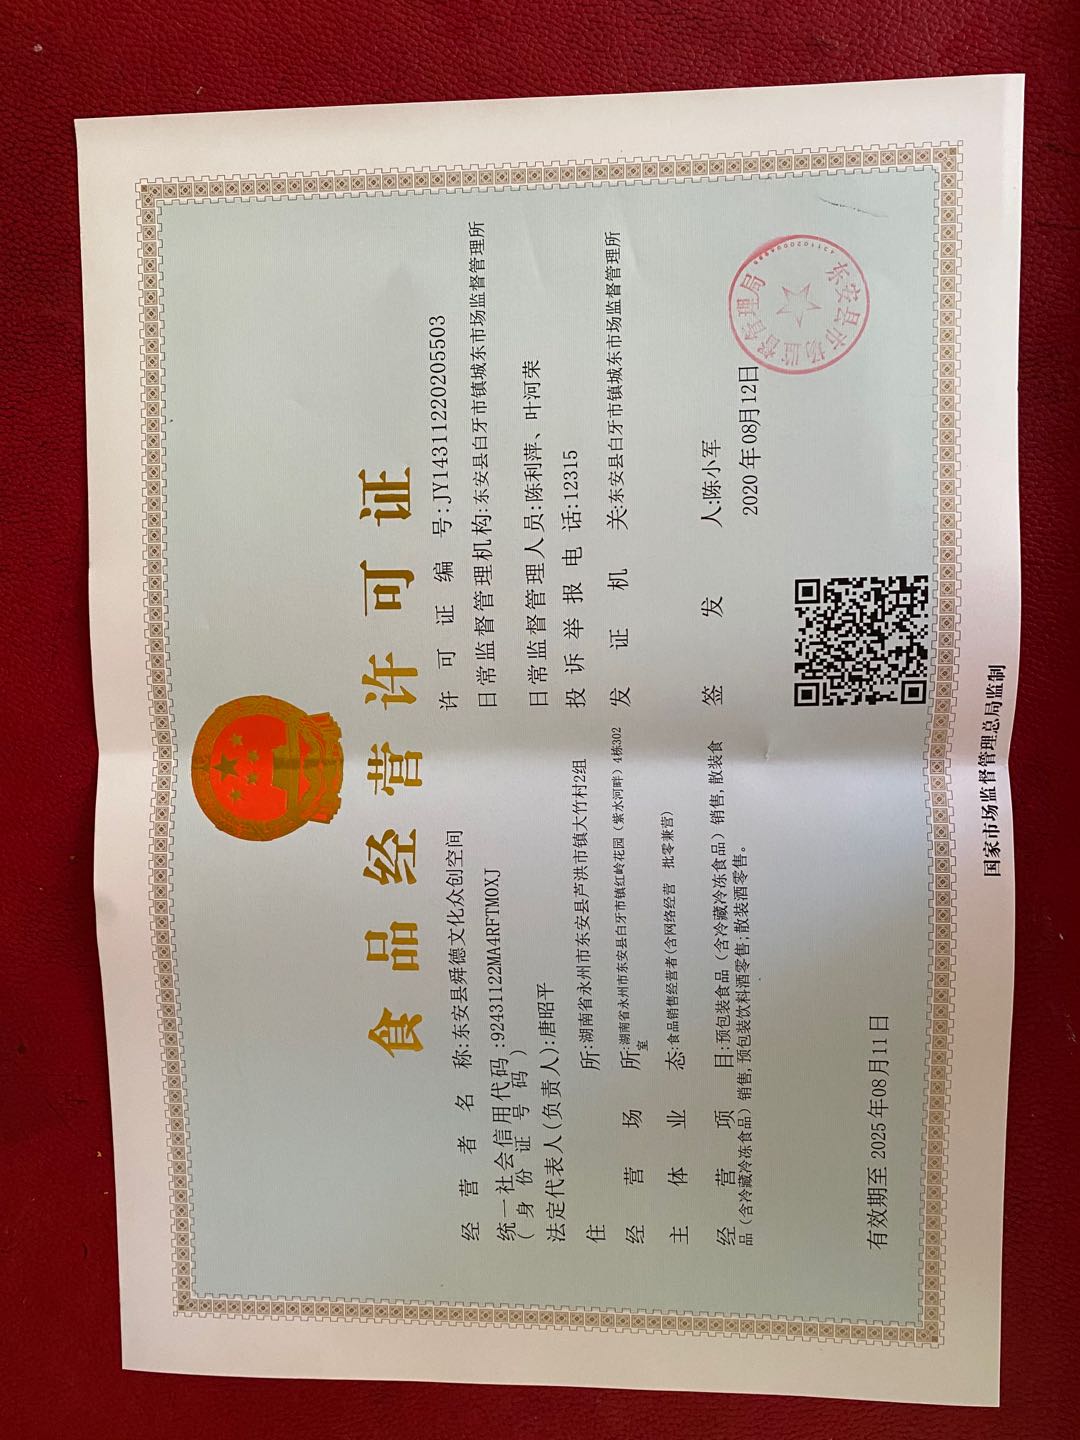 食品经营许可证
经营者名称:东安县舜德文化众创空间
统一社会信用代码:92431122MA4RFTM0XJ
(身份证号码)
法定代表人(负责人):唐昭平
住所:湖南省永州市东安县芦洪市镇大竹村2组
经营场所:湖南省永州市东安县白牙市镇红岭花园（紫水河畔）4栋302
室
主体业态:食品销售经营者(含网络经营 批零兼营)
经营项目:预包装食品（含冷藏冷冻食品）销售,散装食
品（含冷藏冷冻食品）销售,预包装饮料酒零售;散装酒零售。
有效期至 2025年08月11日
许可证编号:JY14311220205503
日常监督管理机构:东安县白牙市镇城东市场监督管理所
日常监督管理人员:陈利萍、叶河荣
投诉举报电话:12315
发证机关:东安县白牙市镇城东市场监督管理所
签发人:陈小军
2020年08月12日
东安县市场监督管理局
国家市场监督管理总局监制